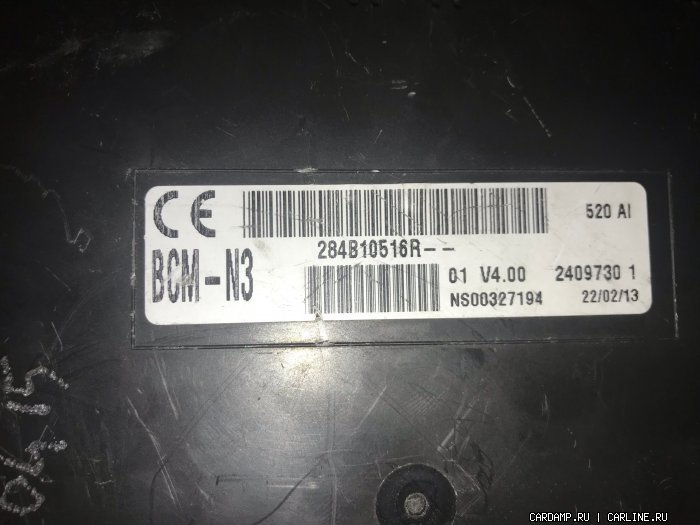 CE
520 AI
284B10516R--
BCM-N3
01 V4.00 2409730 1
NS00327194 22/02/13
CARDAMP.RU | CARLINE.RU